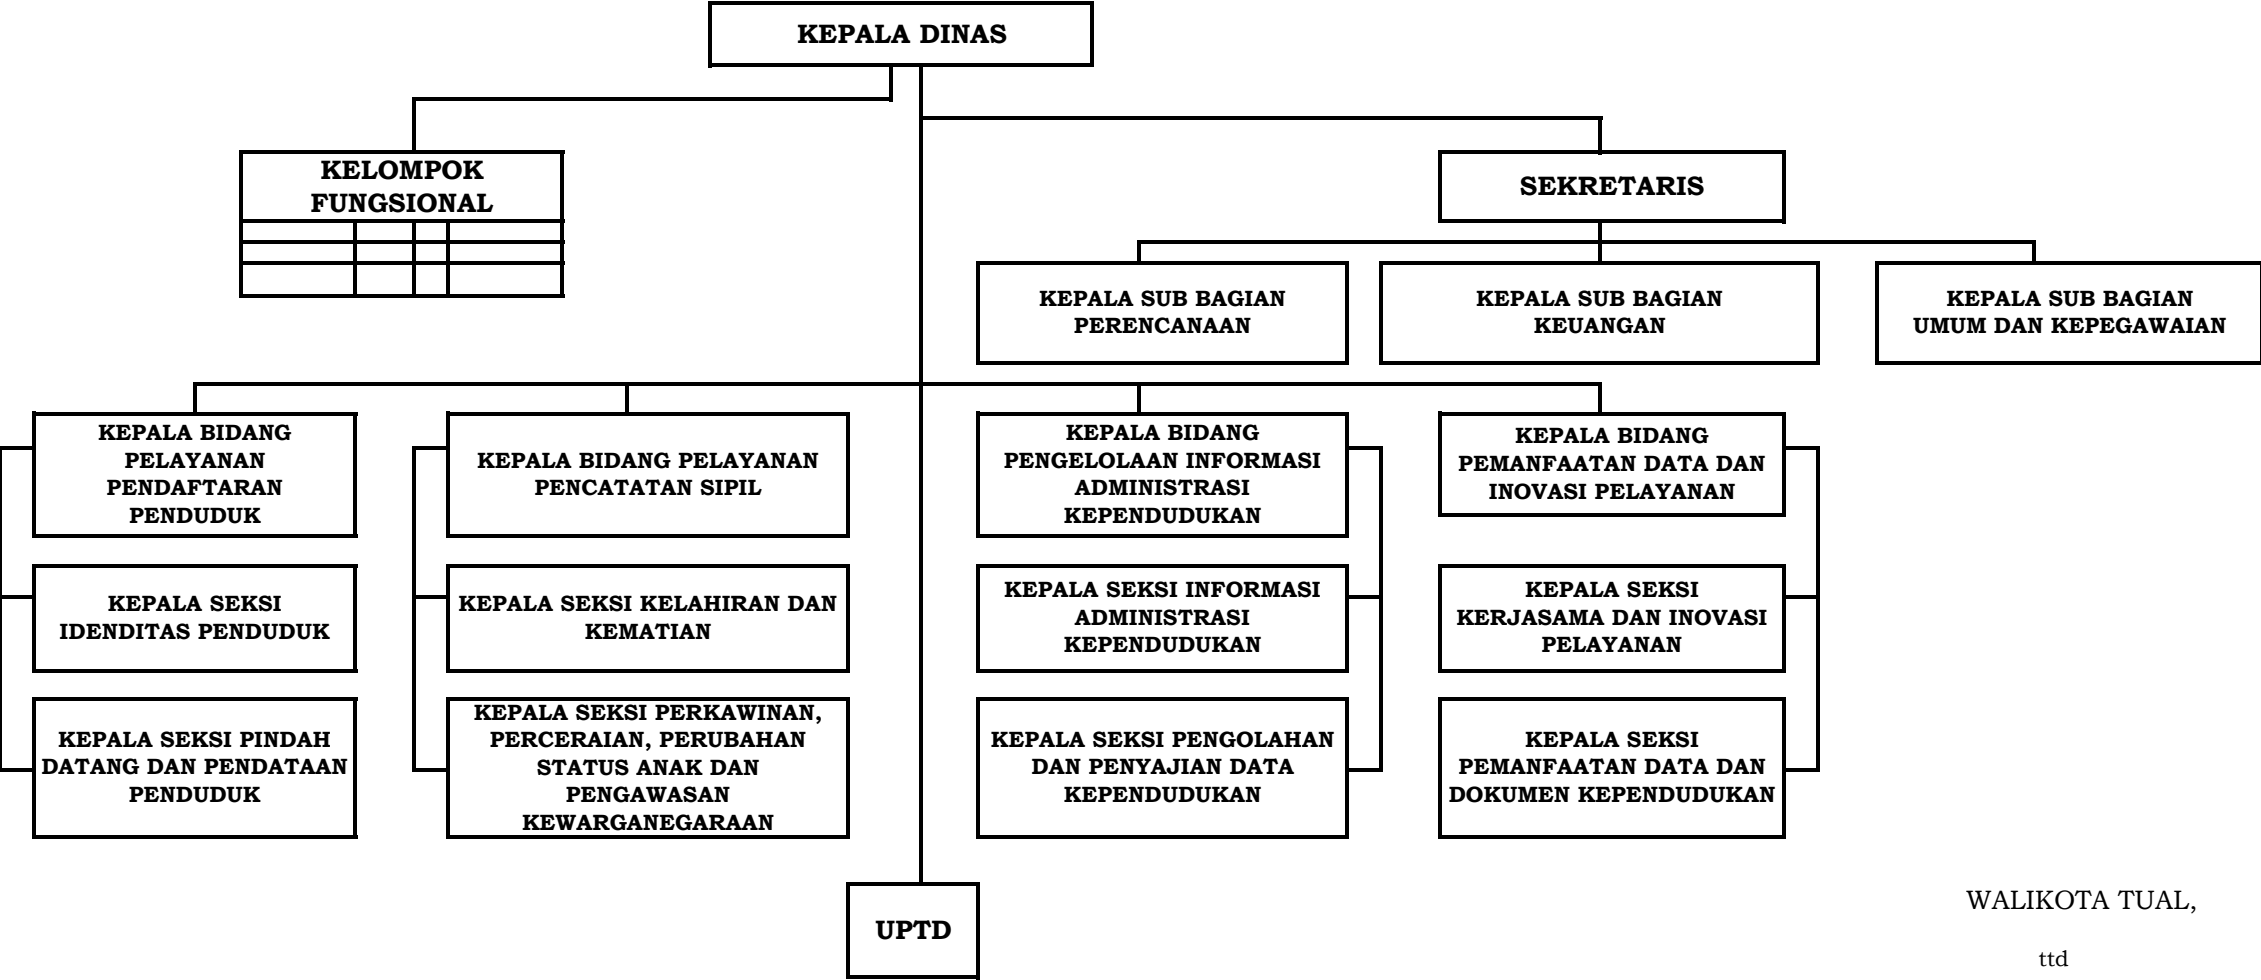 KEPALA DINAS
KELOMPOK
FUNGSIONAL
SEKRETARIS
KEPALA SUB BAGIAN
PERENCANAAN
KEPALA SUB BAGIAN
KEUANGAN
KEPALA SUB BAGIAN
UMUM DAN KEPEGAWAIAN
KEPALA BIDANG
PELAYANAN
PENDAFTARAN
PENDUDUK
KEPALA BIDANG PELAYANAN
PENCATATAN SIPIL
KEPALA BIDANG
PENGELOLAAN INFORMASI
ADMINISTRASI
KEPENDUDUKAN
KEPALA BIDANG
PEMANFAATAN DATA DAN
INOVASI PELAYANAN
KEPALA SEKSI
IDENDITAS PENDUDUK
KEPALA SEKSI KELAHIRAN DAN
KEMATIAN
KEPALA SEKSI INFORMASI
ADMINISTRASI
KEPENDUDUKAN
KEPALA SEKSI
KERJASAMA DAN INOVASI
PELAYANAN
KEPALA SEKSI PINDAH
DATANG DAN PENDATAAN
PENDUDUK
KEPALA SEKSI PERKAWINAN,
PERCERAIAN, PERUBAHAN
STATUS ANAK DAN
PENGAWASAN
KEWARGANEGARAAN
KEPALA SEKSI PENGOLAHAN
DAN PENYAJIAN DATA
KEPENDUDUKAN
KEPALA SEKSI
PEMANFAATAN DATA DAN
DOKUMEN KEPENDUDUKAN
UPTD
WALIKOTA TUAL,
ttd